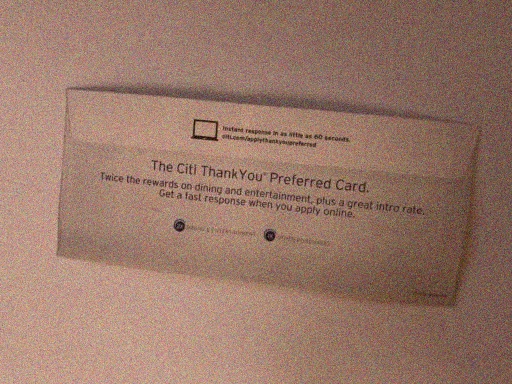 Instant response in as little as 60 seconds.
citi.com/applythankyoupreferred
The Citi ThankYou® Preferred Card.
Twice the rewards on dining and entertainment, plus a great intro rate.
Get a fast response when you apply online.